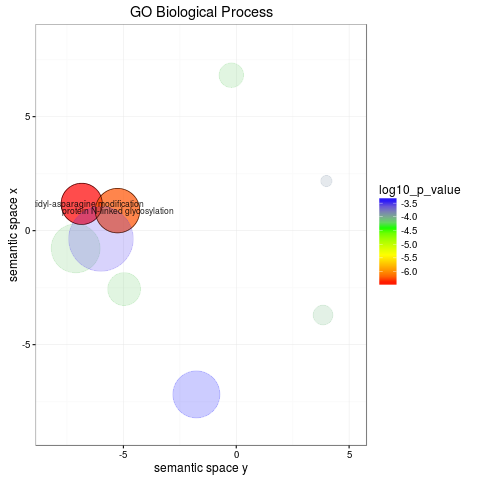 GO Biological Process
semantic space x
5
0
-5
idyl-asparagine modification
protein N-linked glycosylation
-5
0
5
semantic space y
log10_p_value
-3.5
-4.0
-4.5
-5.0
-5.5
-6.0